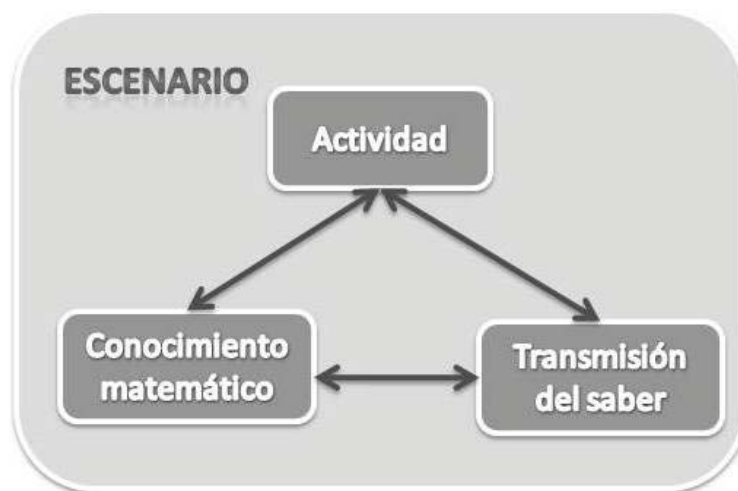 ESCENARIO
Actividad
Conocimiento
matemático
Transmisión
del saber